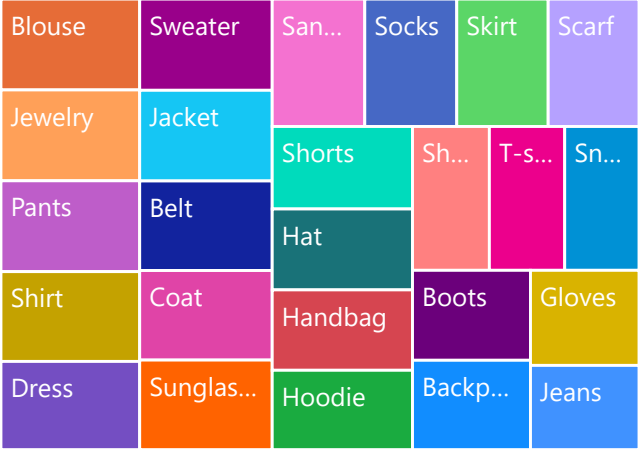 Blouse
Sweater
San...
Socks
Skirt
Scarf
Jewelry
Jacket
Shorts
Sh...
T-s...
Sn...
Pants
Belt
Hat
Shirt
Coat
Handbag
Boots
Gloves
Dress
Sunglas...
Hoodie
Backp...
Jeans